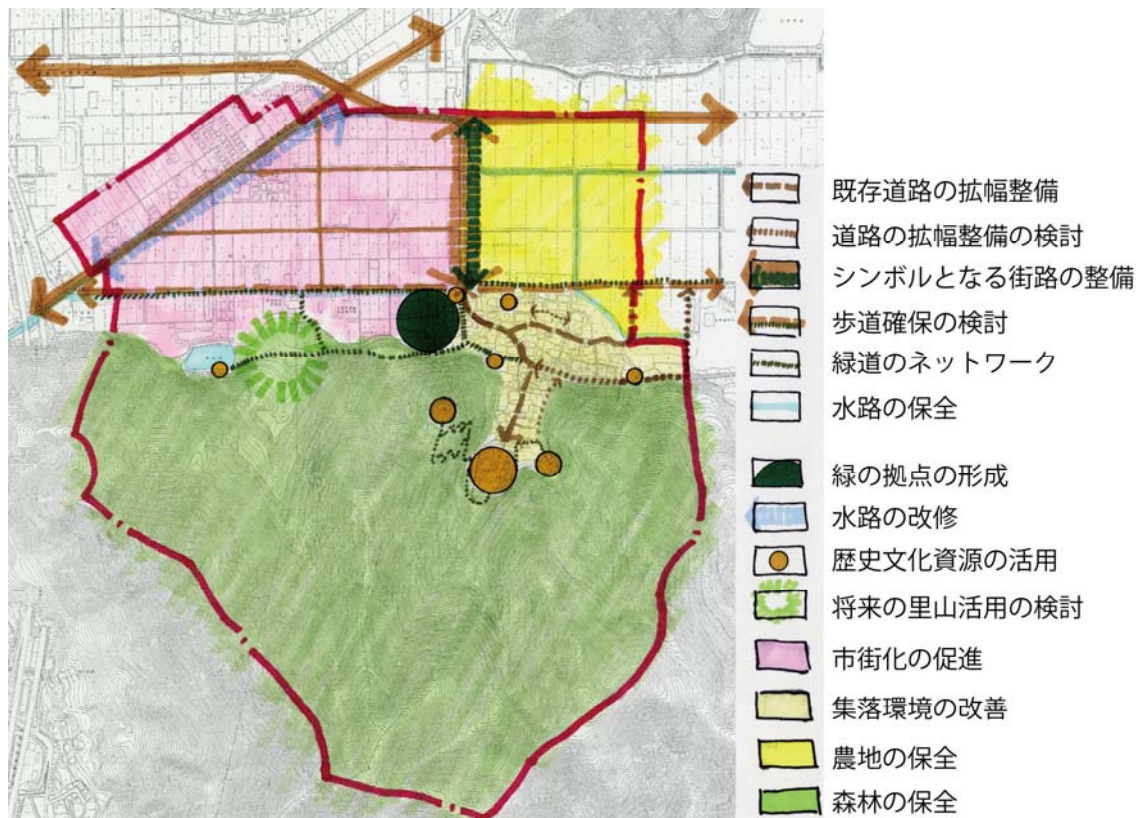 既存道路の拡幅整備
道路の拡幅整備の検討
シンボルとなる街路の整備
歩道確保の検討
緑道のネットワーク
水路の保全
緑の拠点の形成
水路の改修
歴史文化資源の活用
将来の里山活用の検討
市街化の促進
集落環境の改善
農地の保全
森林の保全